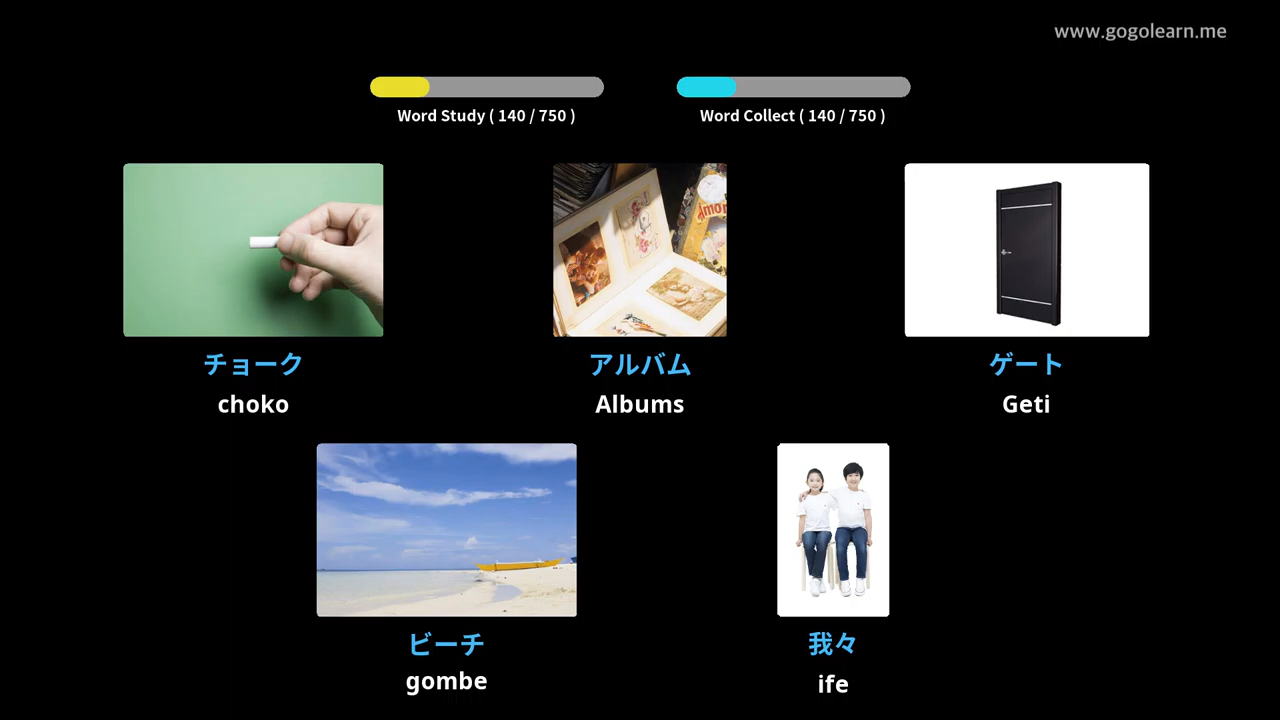 www.gogolearn.me
Word Study ( 140 / 750 )
Word Collect ( 140 / 750 )
amor
チョーク
choko
アルバム
Albums
ゲート
Geti
ビーチ
gombe
我々
ife